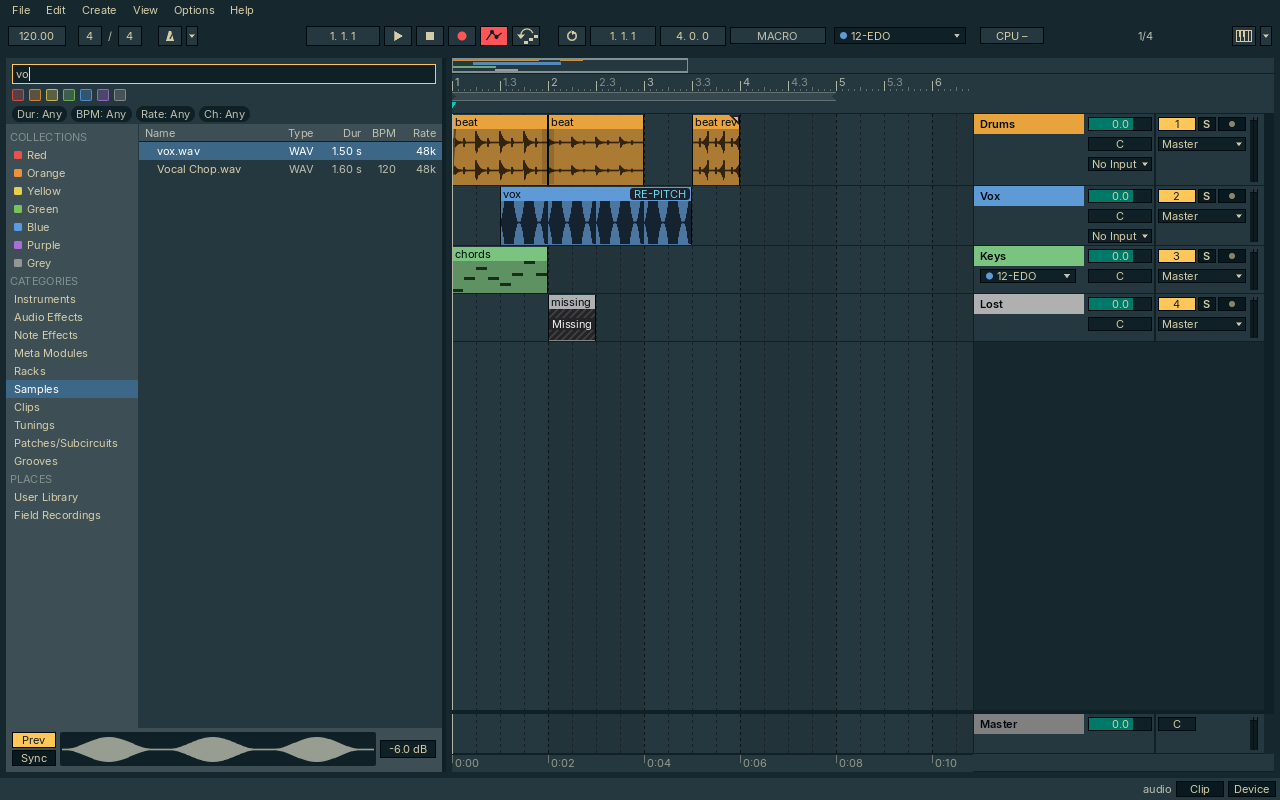 File Edit Create View Options Help
120.00 4 / 4 1. 1. 1 1. 1. 1 4. 0. 0 MACRO 12-EDO CPU – 1/4
vo
Dur: Any BPM: Any Rate: Any Ch: Any
COLLECTIONS
Red
Orange
Yellow
Green
Blue
Purple
Grey
CATEGORIES
Instruments
Audio Effects
Note Effects
Meta Modules
Racks
Samples
Clips
Tunings
Patches/Subcircuits
Grooves
PLACES
User Library
Field Recordings
Name Type Dur BPM Rate
vox.wav WAV 1.50 s 48k
Vocal Chop.wav WAV 1.60 s 120 48k
Prev
Sync
-6.0 dB
1 1.3 2 2.3 3 3.3 4 4.3 5 5.3 6
beat beat beat rev
vox RE-PITCH
chords
missing
Missing
Drums 0.0 1 S
C Master
No Input
Vox 0.0 2 S
C Master
No Input
Keys 0.0 3 S
12-EDO C Master
Lost 0.0 4 S
C Master
Master 0.0 C
0:00 0:02 0:04 0:06 0:08 0:10
audio Clip Device